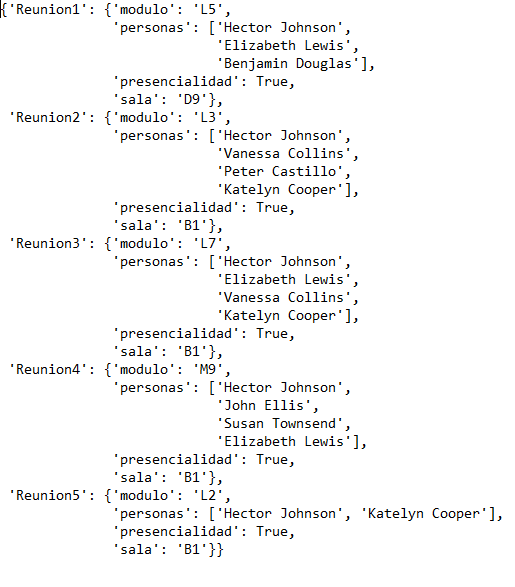 {'Reunion1': {'modulo': 'L5',
'personas': ['Hector Johnson',
'Elizabeth Lewis',
'Benjamin Douglas'],
'presencialidad': True,
'sala': 'D9'},
'Reunion2': {'modulo': 'L3',
'personas': ['Hector Johnson',
'Vanessa Collins',
'Peter Castillo',
'Katelyn Cooper'],
'presencialidad': True,
'sala': 'B1'},
'Reunion3': {'modulo': 'L7',
'personas': ['Hector Johnson',
'Elizabeth Lewis',
'Vanessa Collins',
'Katelyn Cooper'],
'presencialidad': True,
'sala': 'B1'},
'Reunion4': {'modulo': 'M9',
'personas': ['Hector Johnson',
'John Ellis',
'Susan Townsend',
'Elizabeth Lewis'],
'presencialidad': True,
'sala': 'B1'},
'Reunion5': {'modulo': 'L2',
'personas': ['Hector Johnson', 'Katelyn Cooper'],
'presencialidad': True,
'sala': 'B1'}}